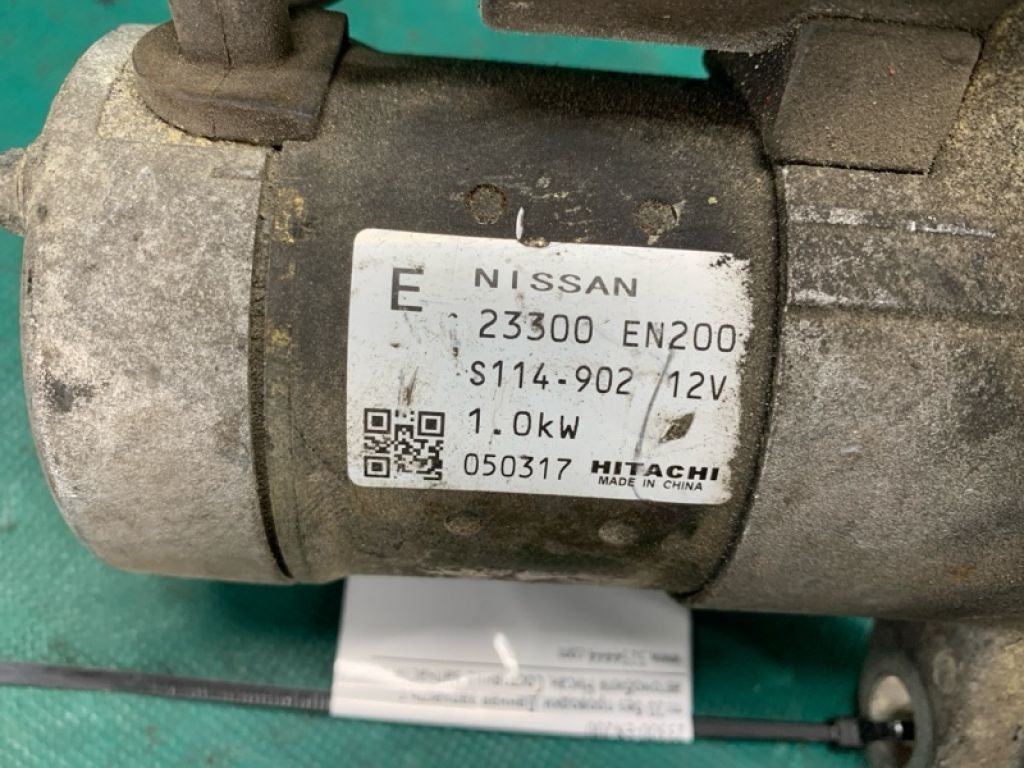 E NISSAN
23300 EN200
S114-902 12V
1.0kW
050317 HITACHI
MADE IN CHINA